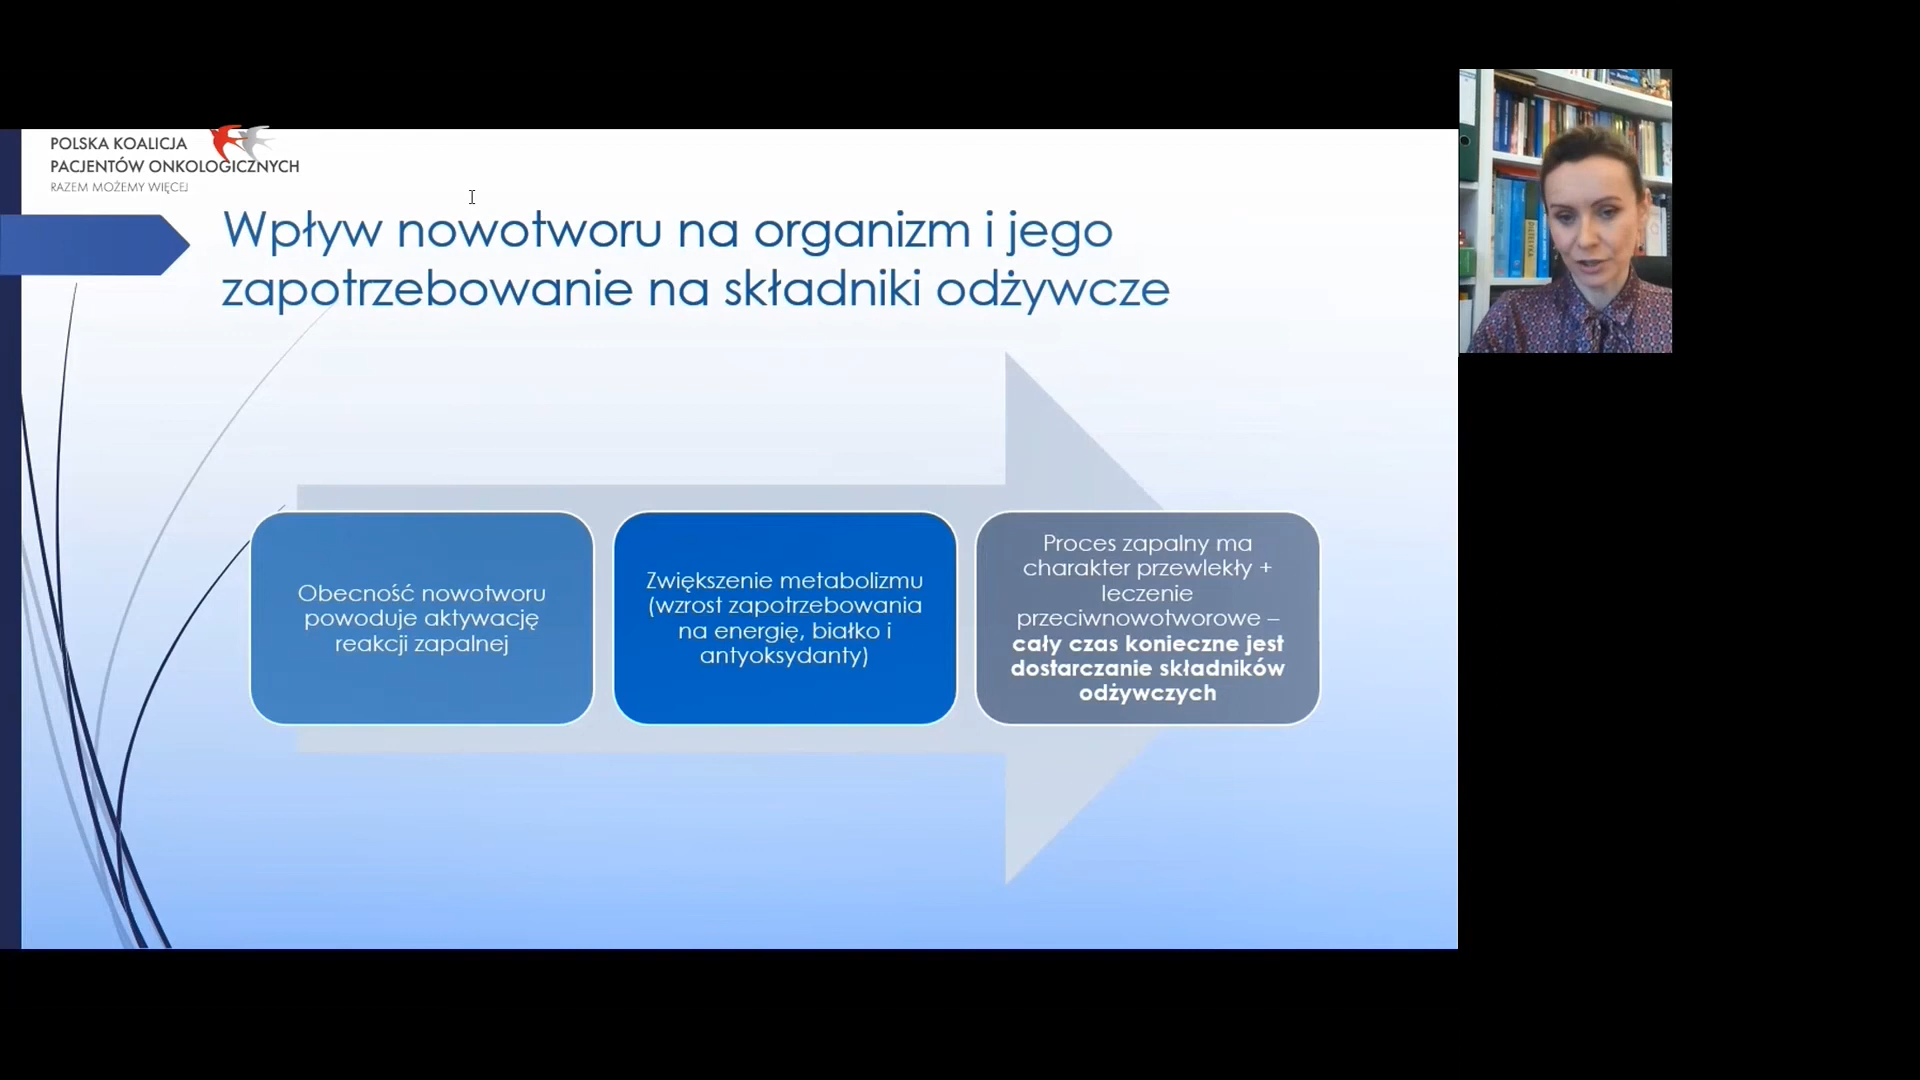 POLSKA KOALICJA
PACJENTÓW ONKOLOGICZNYCH
RAZEM MOŻEMY WIĘCEJ
Wpływ nowotworu na organizm i jego
zapotrzebowanie na składniki odżywcze
Obecność nowotworu
powoduje aktywację
reakcji zapalnej
Zwiększenie metabolizmu
(wzrost zapotrzebowania
na energię, białko i
antyoksydanty)
Proces zapalny ma
charakter przewlekły +
leczenie
przeciwnowotworowe –
cały czas konieczne jest
dostarczanie składników
odżywczych
Australia